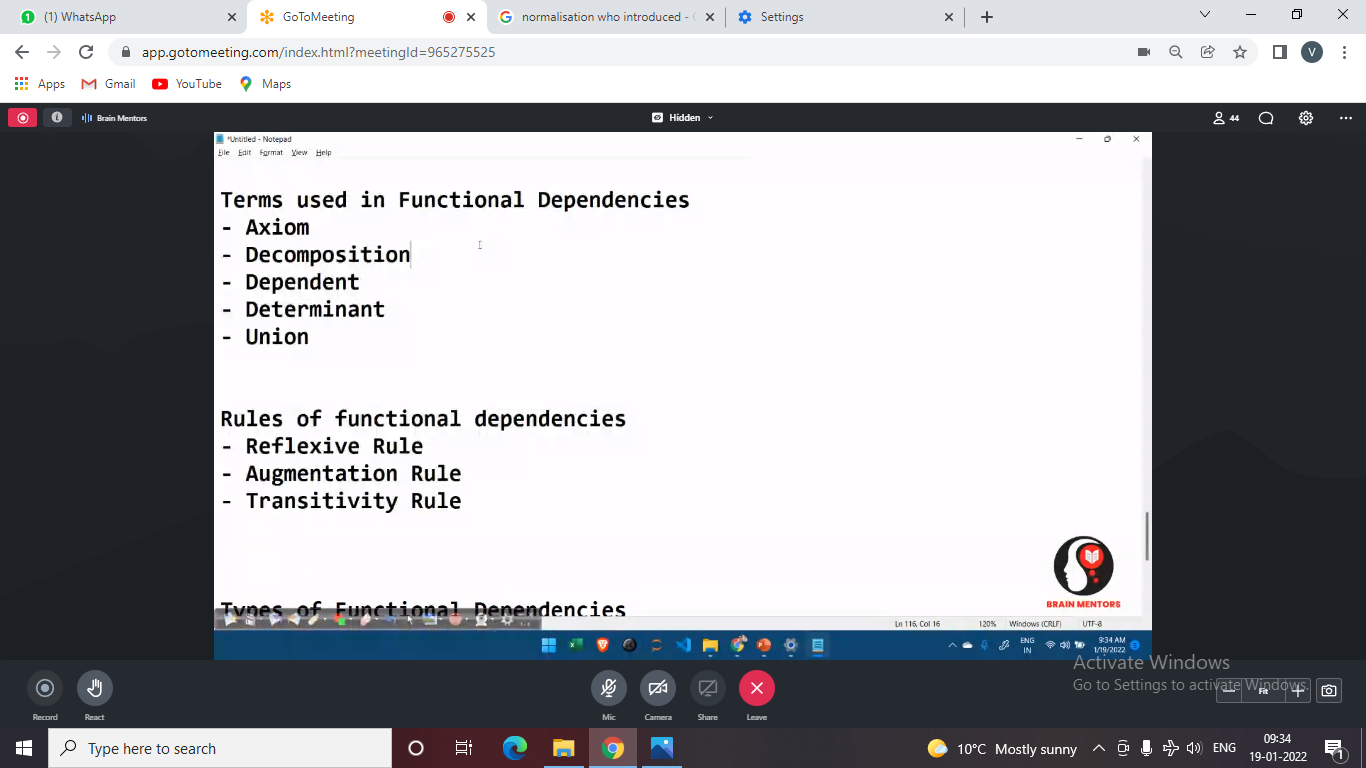 (1) WhatsApp
GoToMeeting
normalisation who introduced -
Settings
app.gotomeeting.com/index.html?meetingId=965275525
V
Apps
Gmail
YouTube
Maps
Brain Mentors
Hidden
44
*Untitled - Notepad
File Edit Format View Help
Terms used in Functional Dependencies
- Axiom
- Decomposition
- Dependent
- Determinant
- Union
Rules of functional dependencies
- Reflexive Rule
- Augmentation Rule
- Transitivity Rule
BRAIN MENTORS
Types of Functional Dependencies
Ln 116, Col 16
120%
Windows (CRLF)
UTF-8
ENG
IN
9:34 AM
1/19/2022
Activate Windows
Go to Settings to activate Windows.
Fit
Record
React
Mic
Camera
Share
Leave
Type here to search
10°C Mostly sunny
ENG
09:34
19-01-2022
1